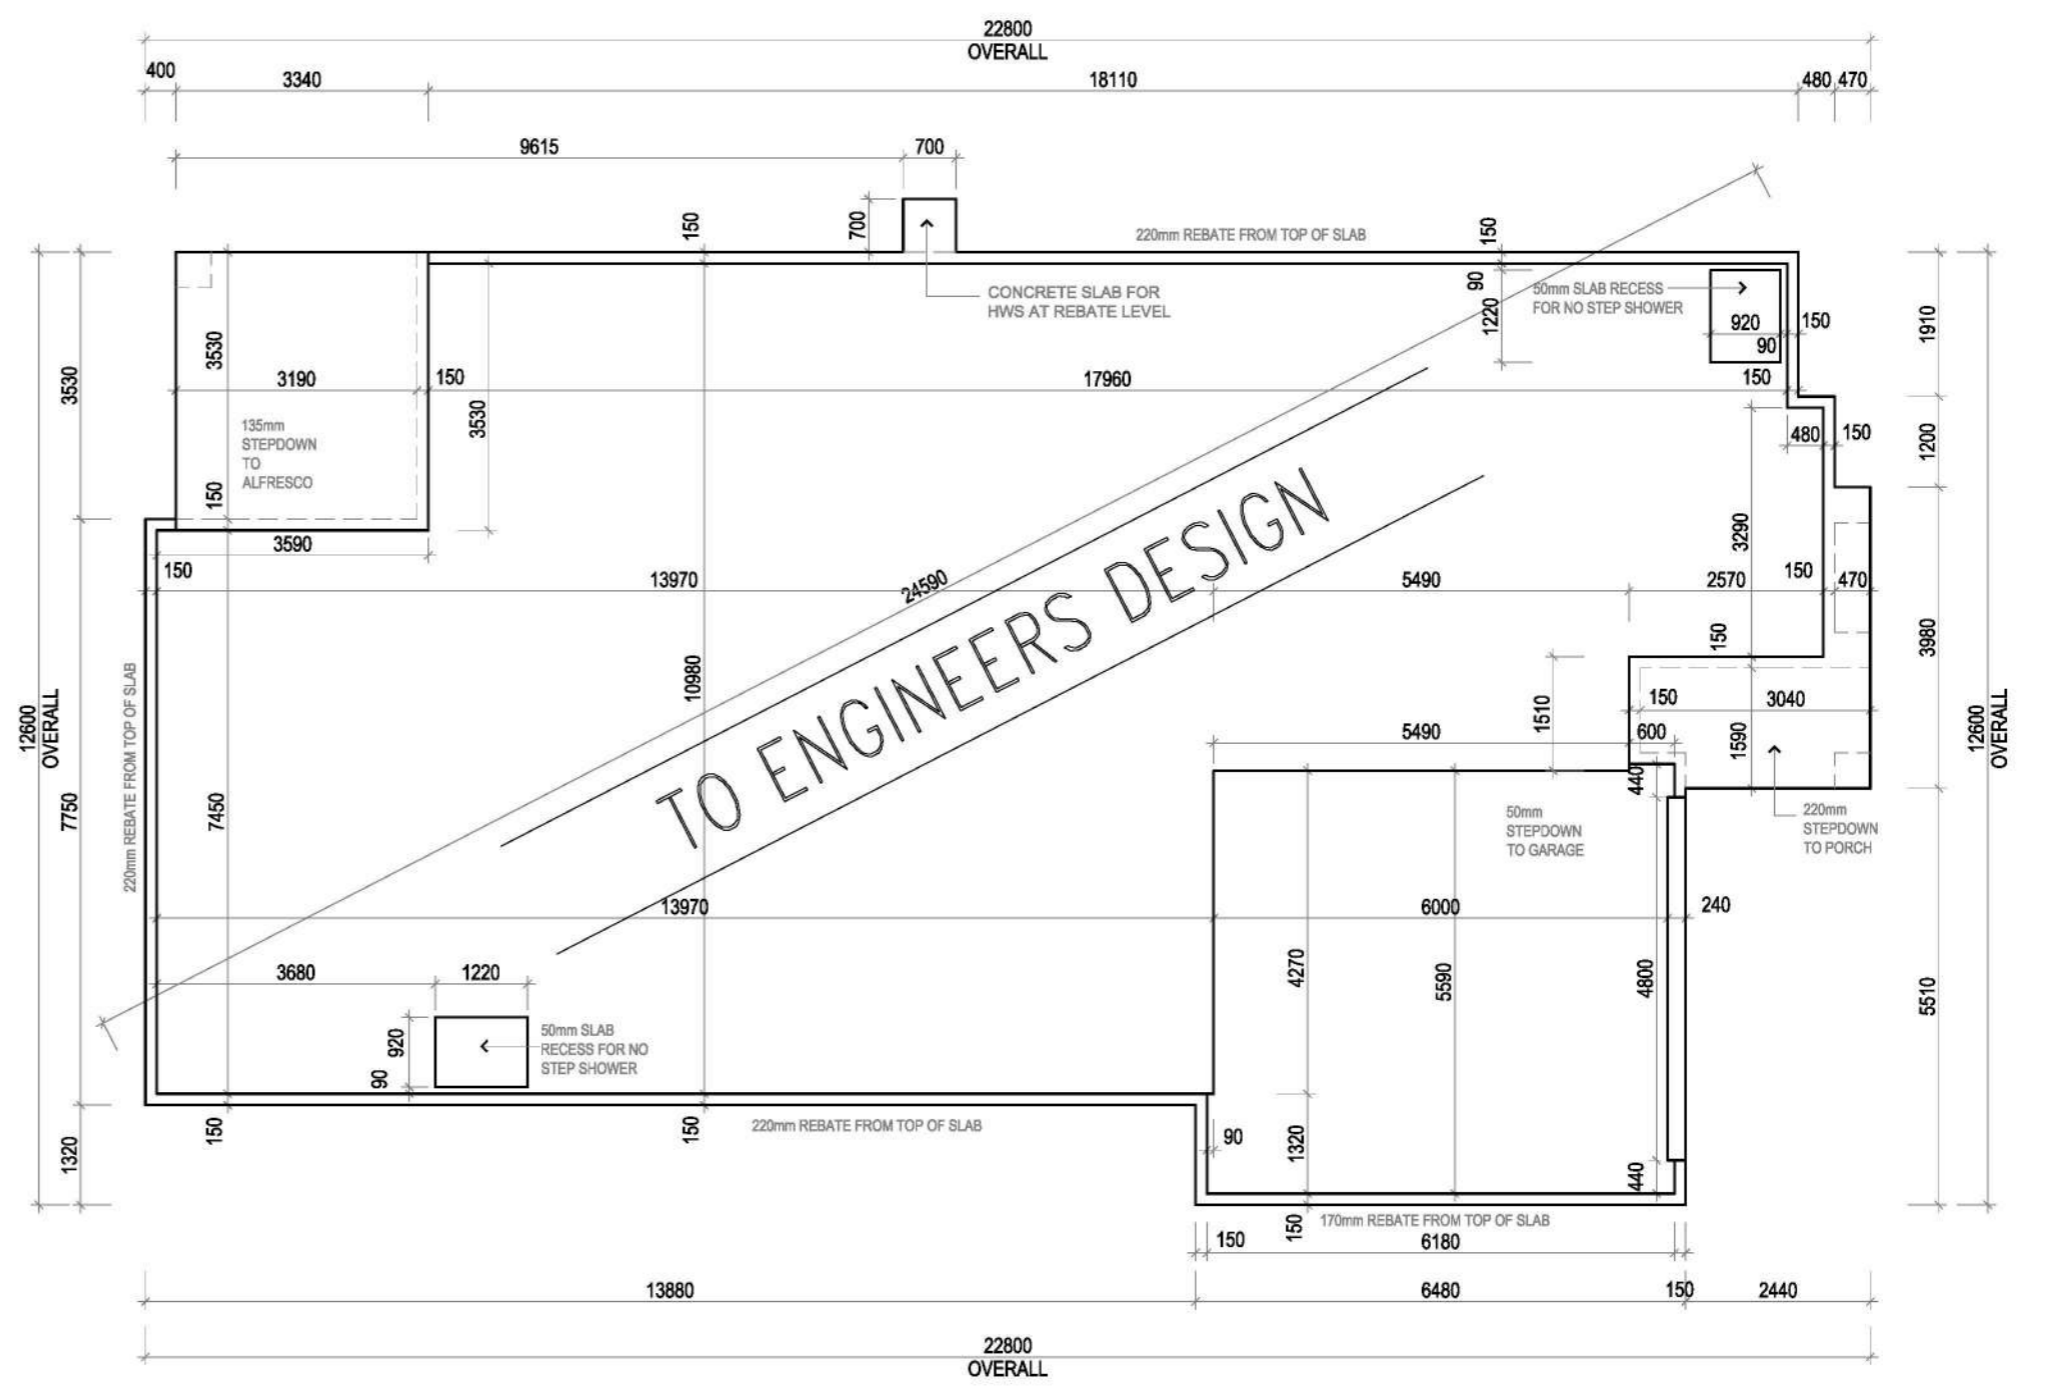 22800
OVERALL
400
3340
18110
480
470
9615
700
150
700
220mm REBATE FROM TOP OF SLAB
150
CONCRETE SLAB FOR
HWS AT REBATE LEVEL
90
1220
50mm SLAB RECESS
FOR NO STEP SHOWER
920
90
150
1910
3530
3530
3190
150
3530
17960
150
135mm
STEPDOWN
TO
ALFRESCO
150
480
150
1200
3590
150
13970
24590
5490
2570
150
470
3290
150
3980
TO ENGINEERS DESIGN
12600
OVERALL
220mm REBATE FROM TOP OF SLAB
7750
7450
10980
1510
150
3040
5490
600
1590
440
12600
OVERALL
50mm
STEPDOWN
TO GARAGE
220mm
STEPDOWN
TO PORCH
13970
6000
240
4270
5590
4800
5510
3680
1220
920
90
50mm SLAB
RECESS FOR NO
STEP SHOWER
1320
150
150
220mm REBATE FROM TOP OF SLAB
90
1320
440
150
170mm REBATE FROM TOP OF SLAB
150
6180
13880
6480
150
2440
22800
OVERALL